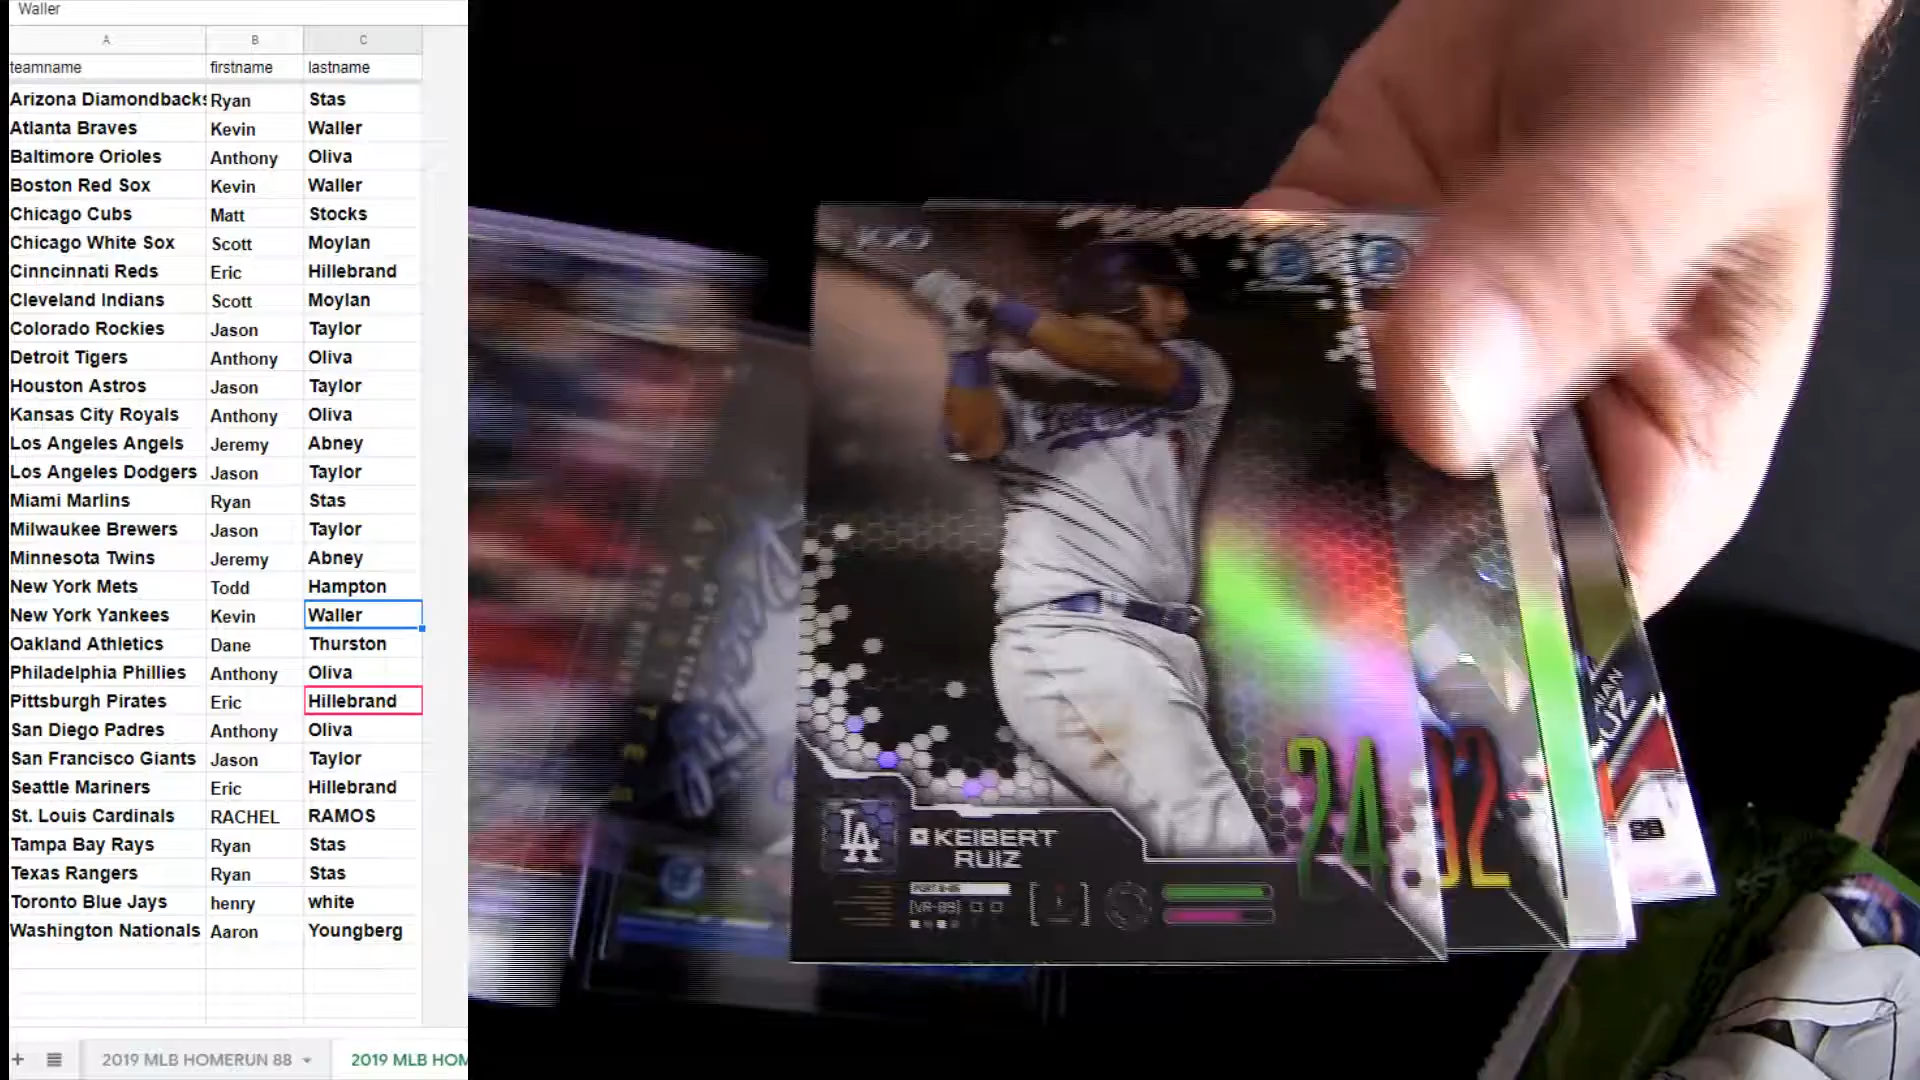 Waller
A B C
teamname firstname lastname
Arizona Diamondbacks Ryan Stas
Atlanta Braves Kevin Waller
Baltimore Orioles Anthony Oliva
Boston Red Sox Kevin Waller
Chicago Cubs Matt Stocks
Chicago White Sox Scott Moylan
Cinncinnati Reds Eric Hillebrand
Cleveland Indians Scott Moylan
Colorado Rockies Jason Taylor
Detroit Tigers Anthony Oliva
Houston Astros Jason Taylor
Kansas City Royals Anthony Oliva
Los Angeles Angels Jeremy Abney
Los Angeles Dodgers Jason Taylor
Miami Marlins Ryan Stas
Milwaukee Brewers Jason Taylor
Minnesota Twins Jeremy Abney
New York Mets Todd Hampton
New York Yankees Kevin Waller
Oakland Athletics Dane Thurston
Philadelphia Phillies Anthony Oliva
Pittsburgh Pirates Eric Hillebrand
San Diego Padres Anthony Oliva
San Francisco Giants Jason Taylor
Seattle Mariners Eric Hillebrand
St. Louis Cardinals RACHEL RAMOS
Tampa Bay Rays Ryan Stas
Texas Rangers Ryan Stas
Toronto Blue Jays henry white
Washington Nationals Aaron Youngberg
+ 2019 MLB HOMERUN 88 2019 MLB HOM
LA
KEIBERT
RUIZ
24
28